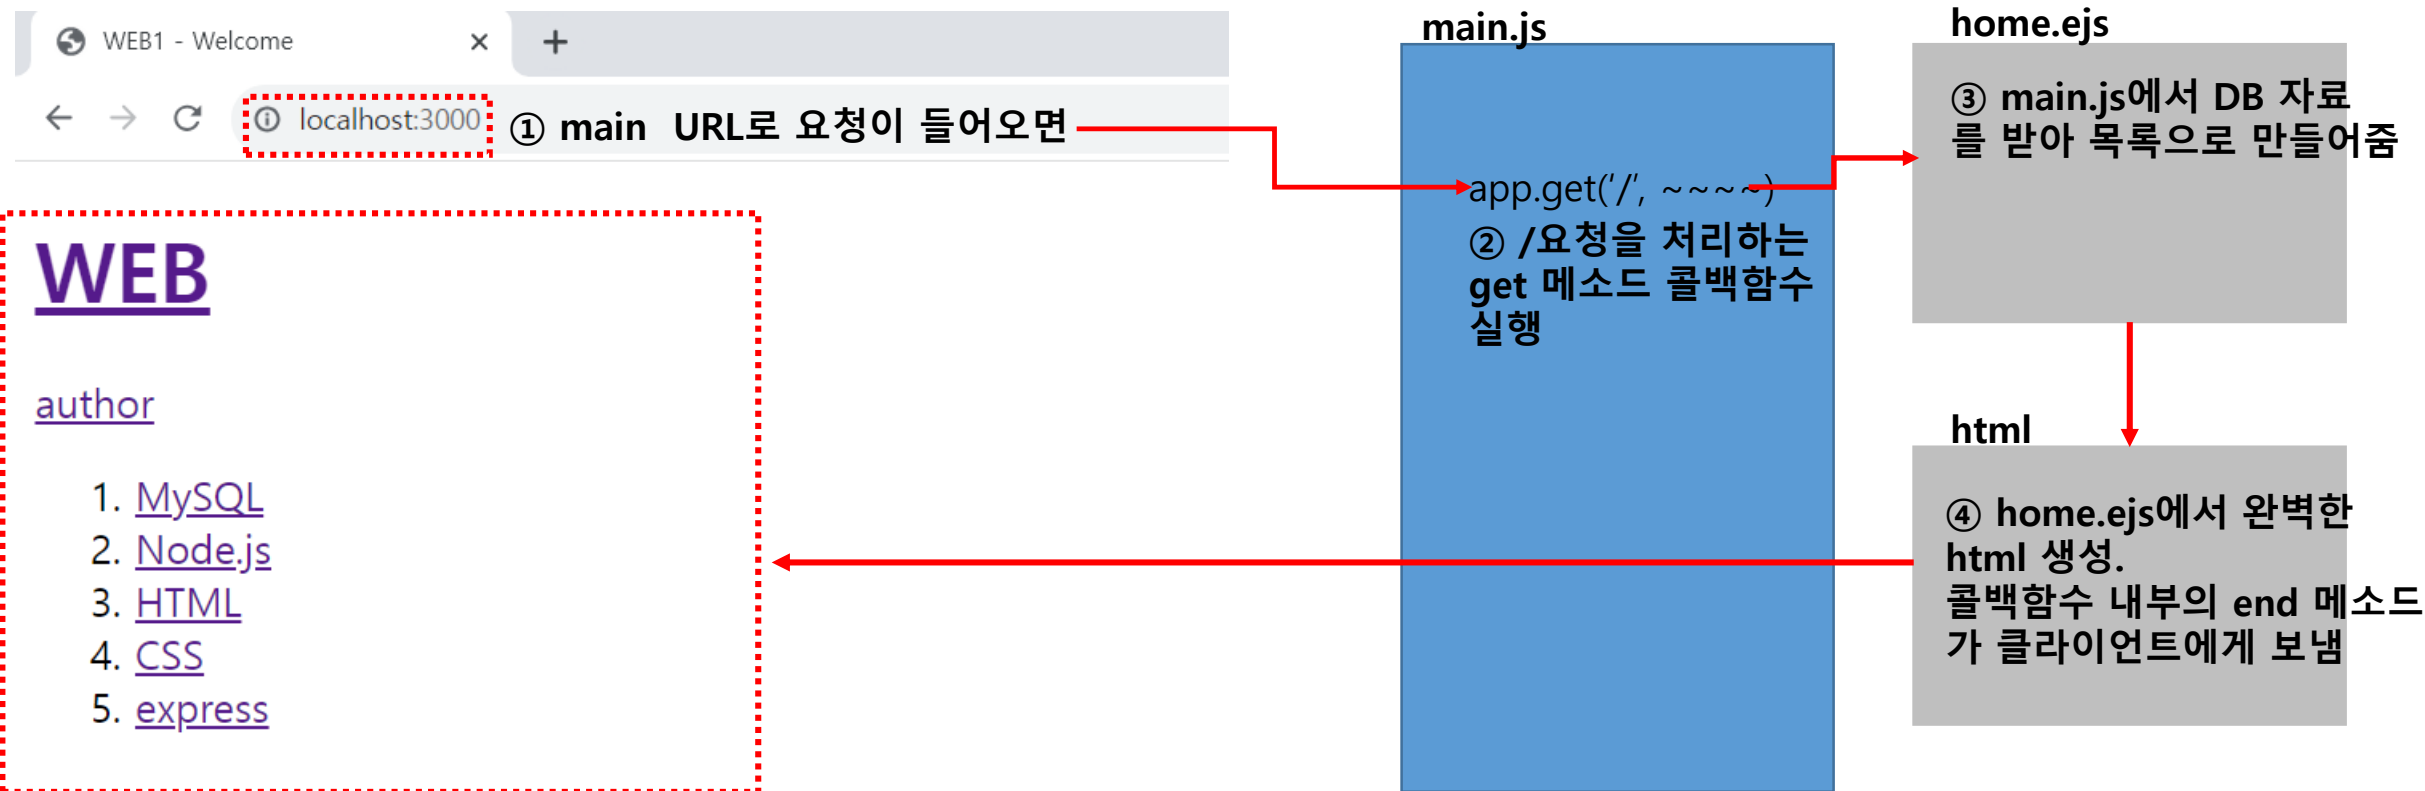 WEB1 - Welcome
localhost:3000
① main URL로 요청이 들어오면
WEB
author
1. MySQL
2. Node.js
3. HTML
4. CSS
5. express
main.js
app.get('/', ~~~~)
② /요청을 처리하는
get 메소드 콜백함수
실행
home.ejs
③ main.js에서 DB 자료
를 받아 목록으로 만들어줌
html
④ home.ejs에서 완벽한
html 생성.
콜백함수 내부의 end 메소드
가 클라이언트에게 보냄